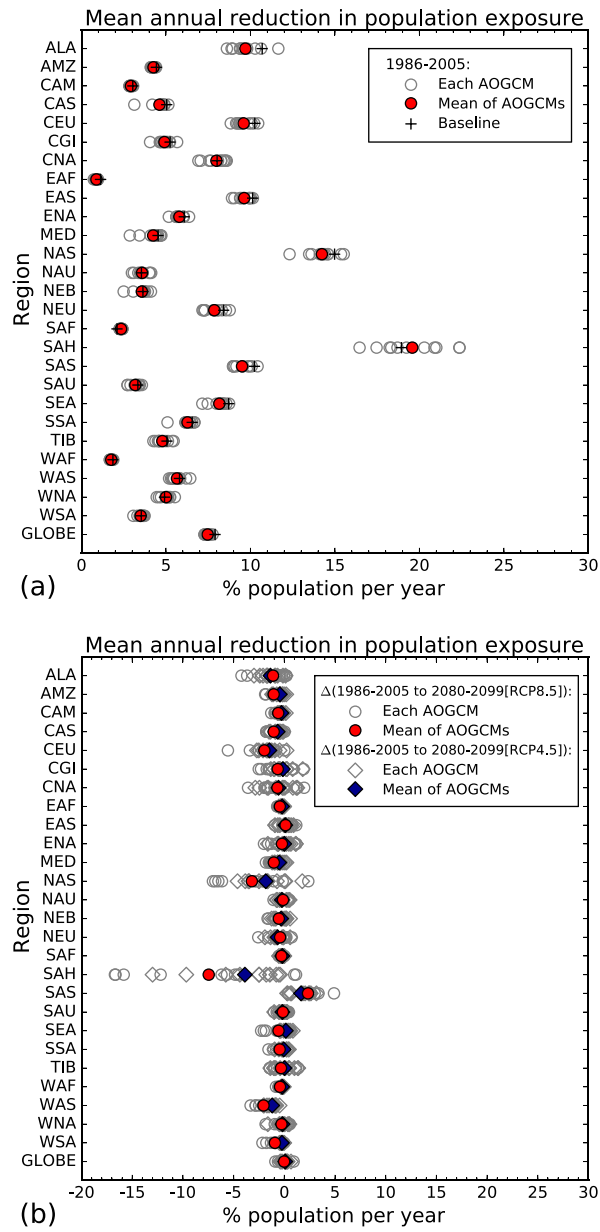 Mean annual reduction in population exposure
1986-2005:
Each AOGCM
Mean of AOGCMs
Baseline
Region
ALA
AMZ
CAM
CAS
CEU
CGI
CNA
EAF
EAS
ENA
MED
NAS
NAU
NEB
NEU
SAF
SAH
SAS
SAU
SEA
SSA
TIB
WAF
WAS
WNA
WSA
GLOBE
0 5 10 15 20 25 30
% population per year
(a)
Mean annual reduction in population exposure
Δ(1986-2005 to 2080-2099[RCP8.5]):
Each AOGCM
Mean of AOGCMs
Δ(1986-2005 to 2080-2099[RCP4.5]):
Each AOGCM
Mean of AOGCMs
Region
ALA
AMZ
CAM
CAS
CEU
CGI
CNA
EAF
EAS
ENA
MED
NAS
NAU
NEB
NEU
SAF
SAH
SAS
SAU
SEA
SSA
TIB
WAF
WAS
WNA
WSA
GLOBE
-20 -15 -10 -5 0 5 10 15 20 25 30
% population per year
(b)